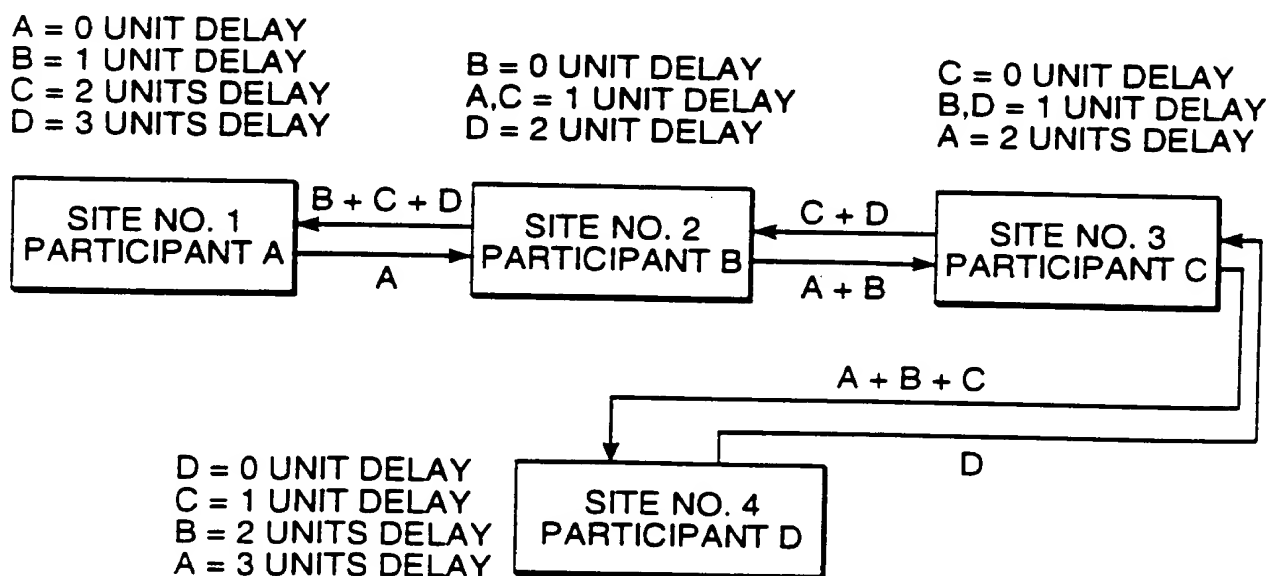 A = 0 UNIT DELAY
B = 1 UNIT DELAY
C = 2 UNITS DELAY
D = 3 UNITS DELAY
B = 0 UNIT DELAY
A,C = 1 UNIT DELAY
D = 2 UNIT DELAY
C = 0 UNIT DELAY
B,D = 1 UNIT DELAY
A = 2 UNITS DELAY
SITE NO. 1
PARTICIPANT A
B + C + D
A
SITE NO. 2
PARTICIPANT B
C + D
A + B
SITE NO. 3
PARTICIPANT C
A + B + C
D
D = 0 UNIT DELAY
C = 1 UNIT DELAY
B = 2 UNITS DELAY
A = 3 UNITS DELAY
SITE NO. 4
PARTICIPANT D